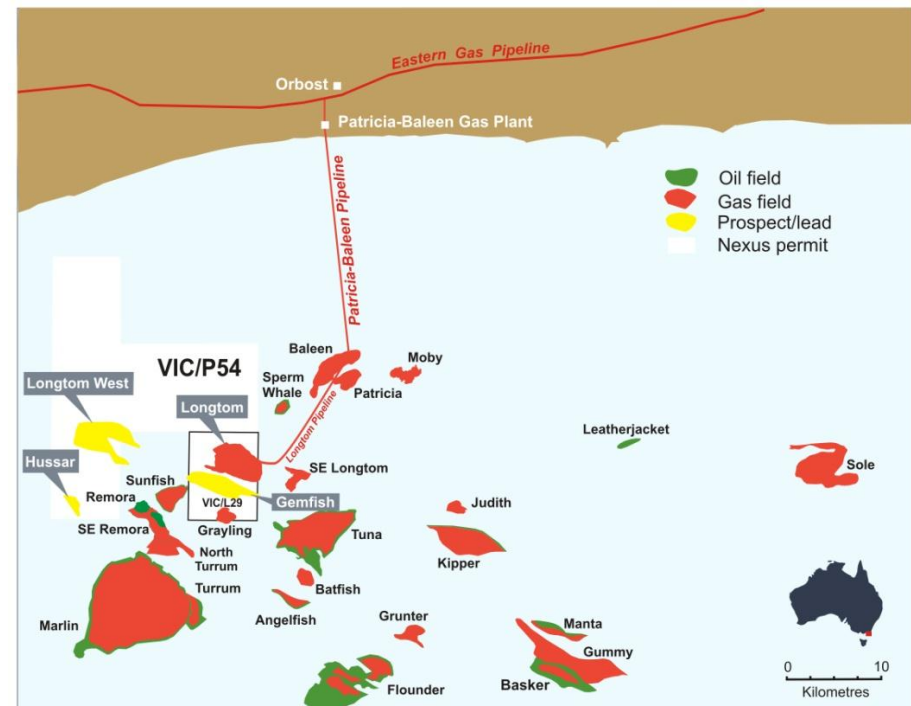 Eastern Gas Pipeline
Orbost
Patricia-Baleen Gas Plant
Patricia-Baleen Pipeline
Oil field
Gas field
Prospect/lead
Nexus permit
VIC/P54
Baleen
Moby
Sperm
Whale
Patricia
Longtom West
Longtom
Longtom Pipeline
Leatherjacket
Hussar
Sunfish
SE Longtom
Sole
Remora
VIC/L29
Gemfish
Judith
SE Remora
Grayling
Tuna
North
Turrum
Kipper
Turrum
Batfish
Marlin
Angelfish
Grunter
Manta
Gummy
Basker
Flounder
0
10
Kilometres